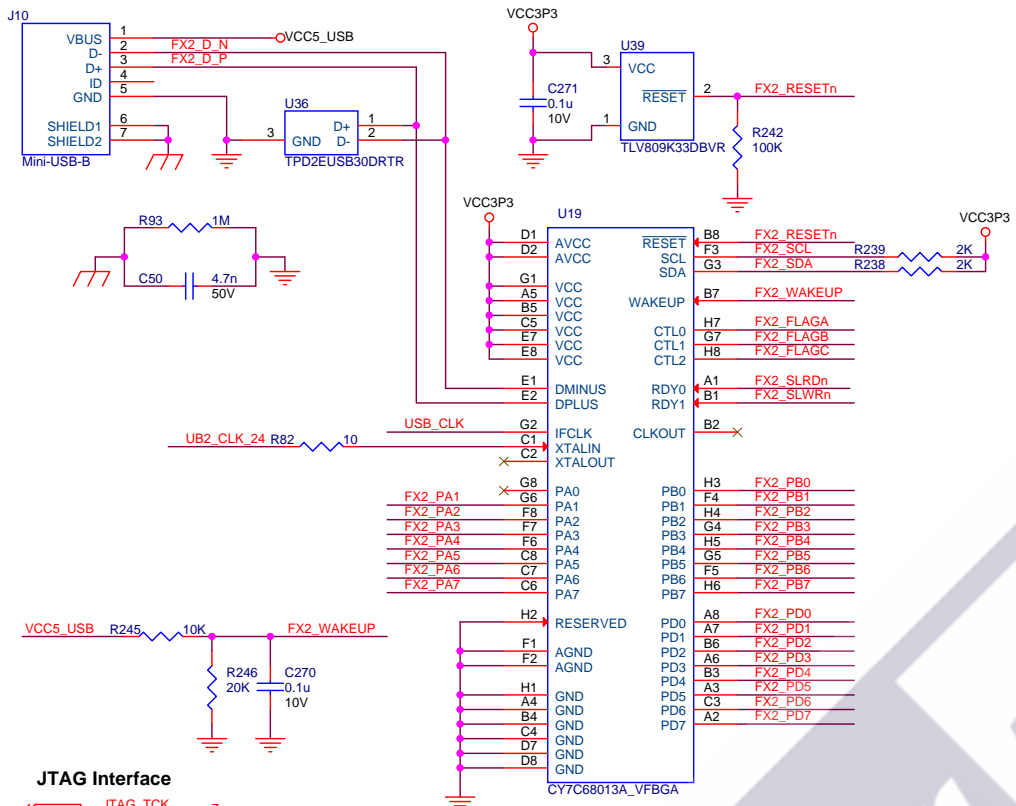 J10
VBUS 1 VCC5_USB
D- 2 FX2_D_N
D+ 3 FX2_D_P
ID 4
GND 5
SHIELD1 6
SHIELD2 7
Mini-USB-B
U36
3 GND D+ 1
D- 2
TPD2EUSB30DRTR
VCC3P3
C271
0.1u
10V
U39
3 VCC
RESET 2 FX2_RESETn
1 GND
TLV809K33DBVR
R242
100K
R93 1M
C50 4.7n
50V
VCC3P3
U19
VCC3P3
D1 AVCC
D2 AVCC
G1 VCC
A5 VCC
B5 VCC
C5 VCC
E7 VCC
E8 VCC
E1 DMINUS
E2 DPLUS
USB_CLK G2 IFCLK
UB2_CLK_24 R82 10 C1 XTALIN
C2 XTALOUT
G8 PA0
FX2_PA1 G6 PA1
FX2_PA2 F8 PA2
FX2_PA3 F7 PA3
FX2_PA4 F6 PA4
FX2_PA5 C8 PA5
FX2_PA6 C7 PA6
FX2_PA7 C6 PA7
H2 RESERVED
F1 AGND
F2 AGND
H1 GND
A4 GND
B4 GND
C4 GND
D7 GND
D8 GND
RESET B8 FX2_RESETn
SCL F3 FX2_SCL R239 2K
SDA G3 FX2_SDA R238 2K
WAKEUP B7 FX2_WAKEUP
CTL0 H7 FX2_FLAGA
CTL1 G7 FX2_FLAGB
CTL2 H8 FX2_FLAGC
RDY0 A1 FX2_SLRDn
RDY1 B1 FX2_SLWRn
CLKOUT B2
PB0 H3 FX2_PB0
PB1 F4 FX2_PB1
PB2 H4 FX2_PB2
PB3 G4 FX2_PB3
PB4 H5 FX2_PB4
PB5 G5 FX2_PB5
PB6 F5 FX2_PB6
PB7 H6 FX2_PB7
PD0 A8 FX2_PD0
PD1 A7 FX2_PD1
PD2 B6 FX2_PD2
PD3 A6 FX2_PD3
PD4 B3 FX2_PD4
PD5 A3 FX2_PD5
PD6 C3 FX2_PD6
PD7 A2 FX2_PD7
CY7C68013A_VFBGA
VCC5_USB R245 10K FX2_WAKEUP
R246
20K
C270
0.1u
10V
JTAG Interface
JTAG_TCK